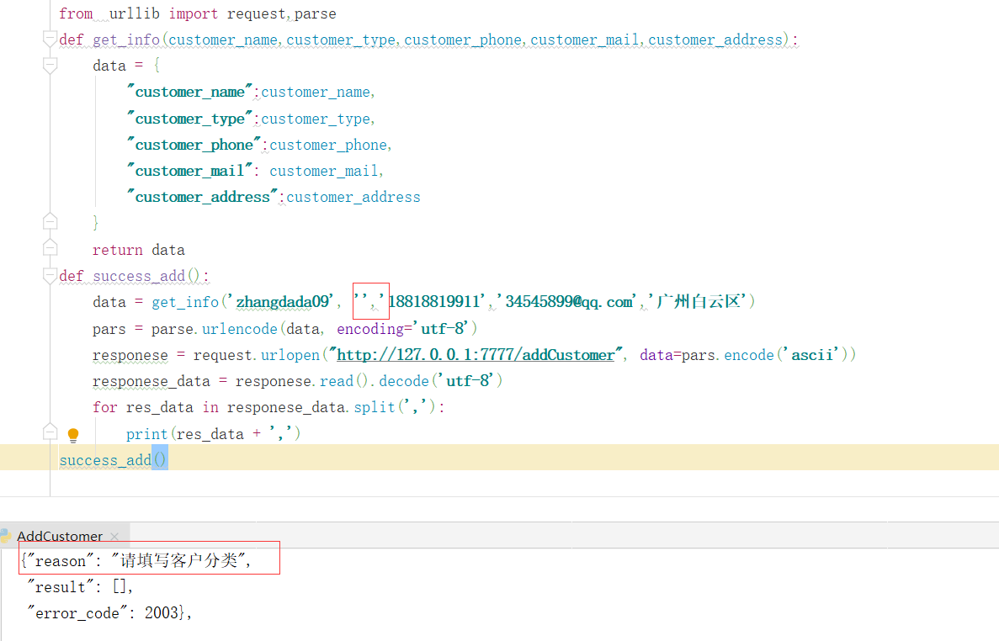 from  urllib import request,parse
def get_info(customer_name,customer_type,customer_phone,customer_mail,customer_address):
    data = {
        "customer_name":customer_name,
        "customer_type":customer_type,
        "customer_phone":customer_phone,
        "customer_mail": customer_mail,
        "customer_address":customer_address
    }
    return data
def success_add():
    data = get_info('zhangdada09', '','18818819911','34545899@qq.com','广州白云区')
    pars = parse.urlencode(data, encoding='utf-8')
    responese = request.urlopen("http://127.0.0.1:7777/addCustomer", data=pars.encode('ascii'))
    responese_data = responese.read().decode('utf-8')
    for res_data in responese_data.split(','):
        print(res_data + ',')
success_add()
AddCustomer
{"reason": "请填写客户分类",
 "result": [],
 "error_code": 2003},